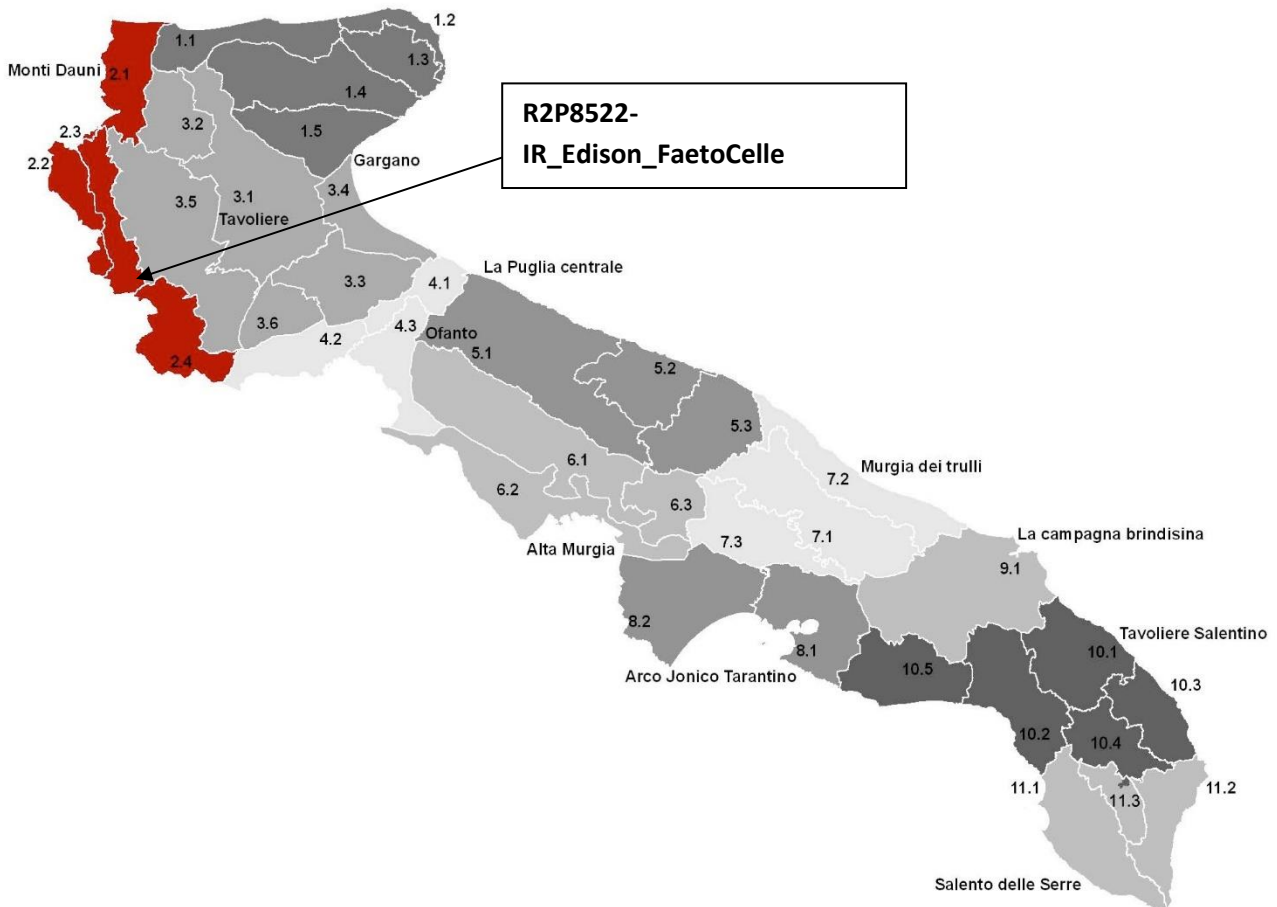 1.2
1.1
1.3
Monti Dauni
2.1
1.4
R2P8522-
IR_Edison_FaetoCelle
3.2
1.5
2.3
2.2
Gargano
3.4
3.5
3.1
Tavoliere
La Puglia centrale
3.3
4.1
3.6
4.3
4.2
Ofanto
5.1
2.4
5.2
5.3
6.1
Murgia dei trulli
7.2
6.2
6.3
La campagna brindisina
7.3
7.1
Alta Murgia
9.1
8.2
Tavoliere Salentino
10.1
8.1
10.5
Arco Jonico Tarantino
10.3
10.2
10.4
11.1
11.2
11.3
Salento delle Serre